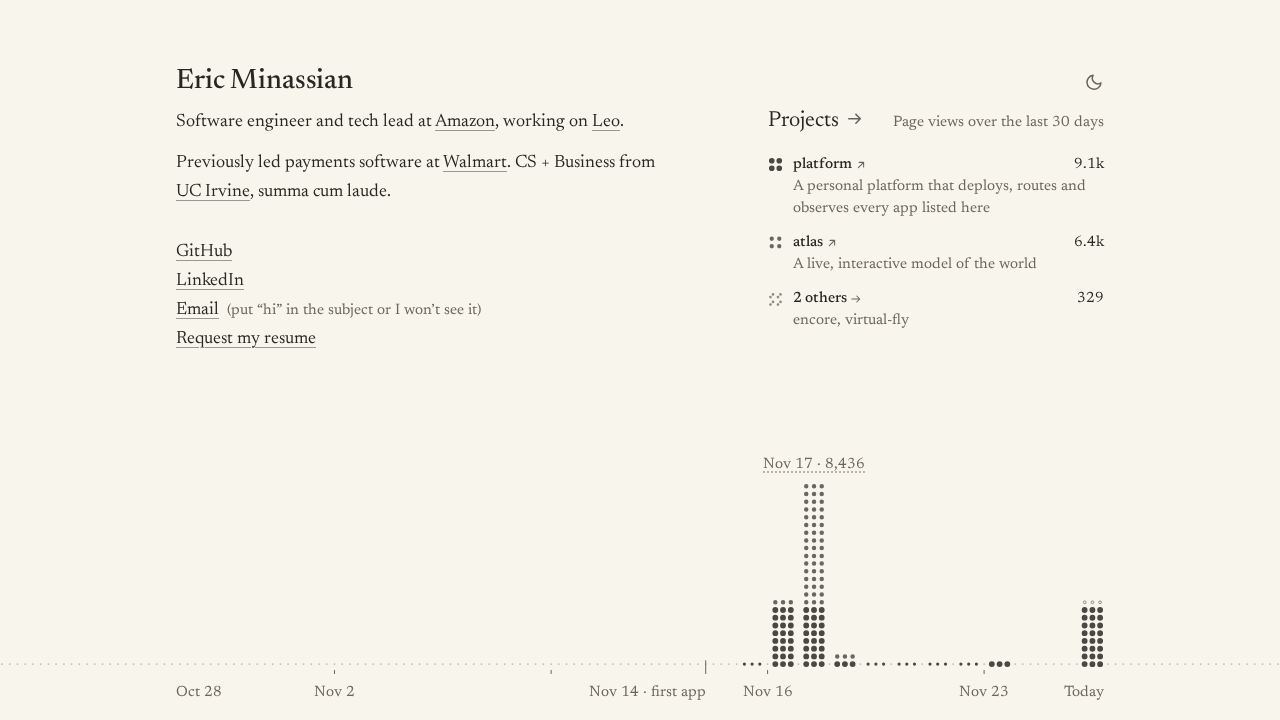 Eric Minassian
Software engineer and tech lead at Amazon, working on Leo.
Previously led payments software at Walmart. CS + Business from
UC Irvine, summa cum laude.
GitHub
LinkedIn
Email (put “hi” in the subject or I won’t see it)
Request my resume
Projects → Page views over the last 30 days
platform ↗ 9.1k
A personal platform that deploys, routes and
observes every app listed here
atlas ↗ 6.4k
A live, interactive model of the world
2 others → 329
encore, virtual-fly
Nov 17 · 8,436
Oct 28 Nov 2 Nov 14 · first app Nov 16 Nov 23 Today